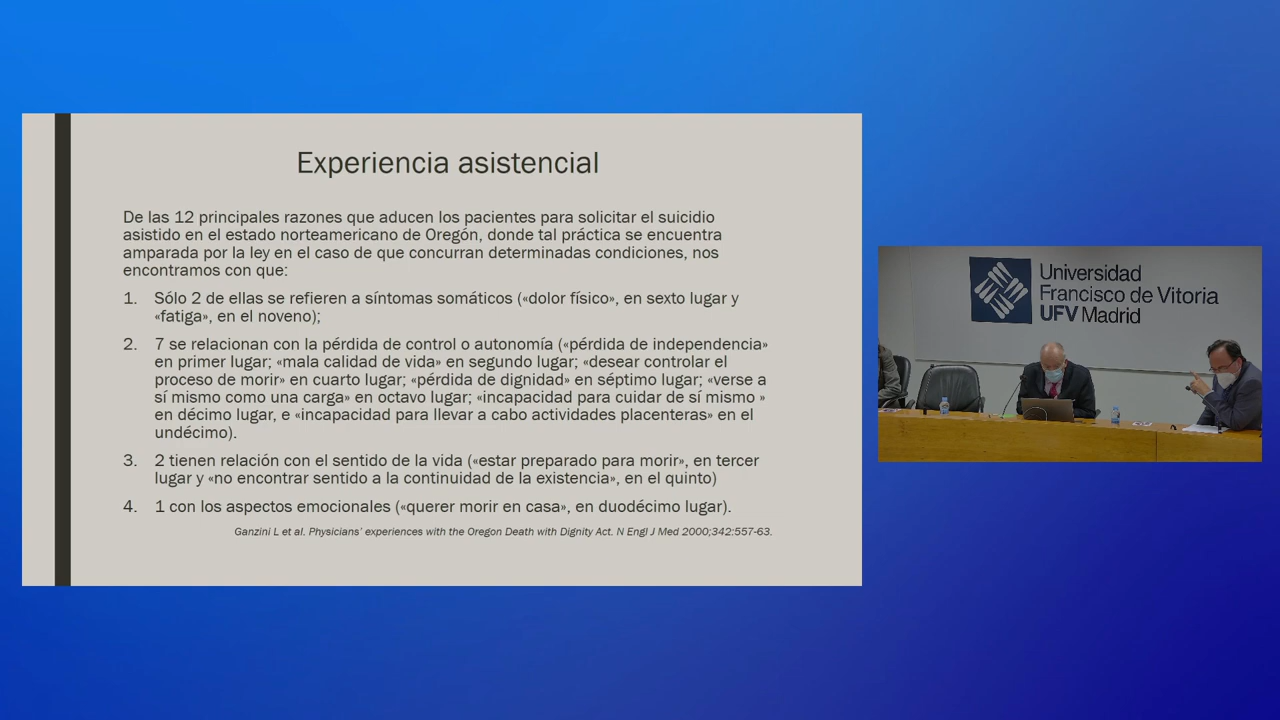 Experiencia asistencial
De las 12 principales razones que aducen los pacientes para solicitar el suicidio
asistido en el estado norteamericano de Oregón, donde tal práctica se encuentra
amparada por la ley en el caso de que concurran determinadas condiciones, nos
encontramos con que:
1. Sólo 2 de ellas se refieren a síntomas somáticos («dolor físico», en sexto lugar y
«fatiga», en el noveno);
2. 7 se relacionan con la pérdida de control o autonomía («pérdida de independencia»
en primer lugar; «mala calidad de vida» en segundo lugar; «desear controlar el
proceso de morir» en cuarto lugar; «pérdida de dignidad» en séptimo lugar; «verse a
sí mismo como una carga» en octavo lugar; «incapacidad para cuidar de sí mismo »
en décimo lugar, e «incapacidad para llevar a cabo actividades placenteras» en el
undécimo).
3. 2 tienen relación con el sentido de la vida («estar preparado para morir», en tercer
lugar y «no encontrar sentido a la continuidad de la existencia», en el quinto)
4. 1 con los aspectos emocionales («querer morir en casa», en duodécimo lugar).
Ganzini L et al. Physicians' experiences with the Oregon Death with Dignity Act. N Engl J Med 2000;342:557-63.
Universidad
Francisco de Vitoria
UFV Madrid